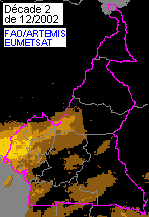 Décade 2
de 12/2002
FAO/ARTEMIS
EUMETSAT